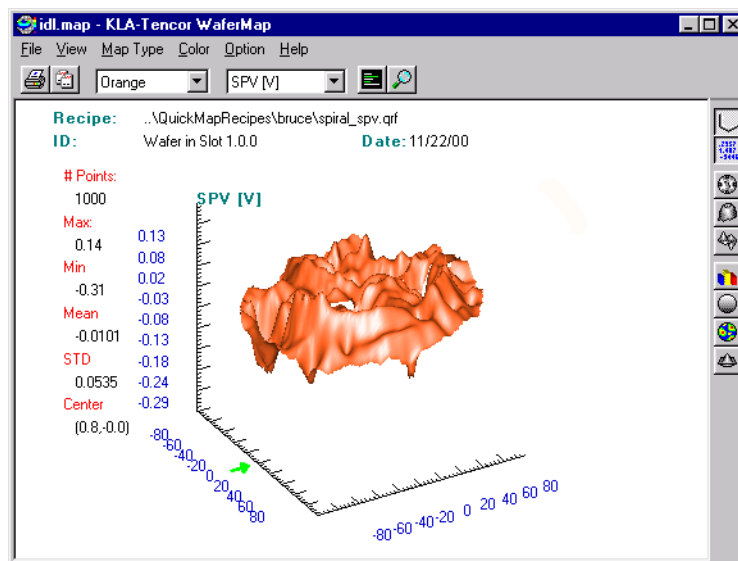 idl.map - KLA-Tencor WaferMap
File View Map Type Color Option Help
Orange SPV [V]
Recipe: ..\QuickMapRecipes\bruce\spiral_spv.qrf
ID: Wafer in Slot 1.0.0 Date: 11/22/00
# Points:
1000
Max:
0.14
Min
-0.31
Mean
-0.0101
STD
0.0535
Center
(0.8,-0.0)
SPV [V]
0.13
0.08
0.02
-0.03
-0.08
-0.13
-0.18
-0.24
-0.29
-80 -60 -40 -20 0 20 40 60 80
-80 -60 -40 -20 0 20 40 60 80